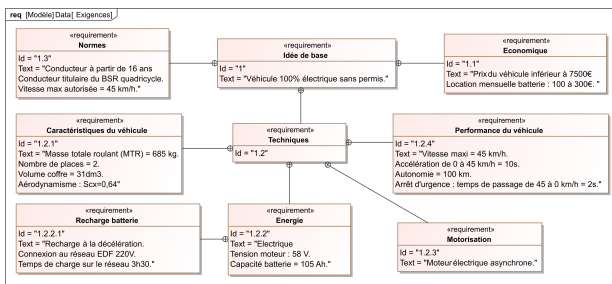 req [Modèle] Data[ Exigences]
«requirement»
Normes
Id = "1.3"
Text = "Conducteur à partir de 16 ans
Conducteur titulaire du BSR quadricycle.
Vitesse max autorisée = 45 km/h."
«requirement»
Idée de base
Id = "1"
Text = "Véhicule 100% électrique sans permis."
«requirement»
Economique
Id = "1.1"
Text = "Prix du véhicule inférieur à 7500€
Location mensuelle batterie : 100 à 300€. "
«requirement»
Caractéristiques du véhicule
Id = "1.2.1"
Text = "Masse totale roulant (MTR) = 685 kg.
Nombre de places = 2.
Volume coffre = 31dm3.
Aérodynamisme : Scx=0,64"
«requirement»
Techniques
Id = "1.2"
«requirement»
Performance du véhicule
Id = "1.2.4"
Text = "Vitesse maxi = 45 km/h.
Accélération de 0 à 45 km/h = 10s.
Autonomie = 100 km.
Arrêt d'urgence : temps de passage de 45 à 0 km/h = 2s."
«requirement»
Recharge batterie
Id = "1.2.2.1"
Text = "Recharge à la décélération.
Connexion au réseau EDF 220V.
Temps de charge sur le réseau 3h30."
«requirement»
Energie
Id = "1.2.2"
Text = "Electrique
Tension moteur : 58 V.
Capacité batterie = 105 Ah."
«requirement»
Motorisation
Id = "1.2.3"
Text = "Moteur électrique asynchrone."